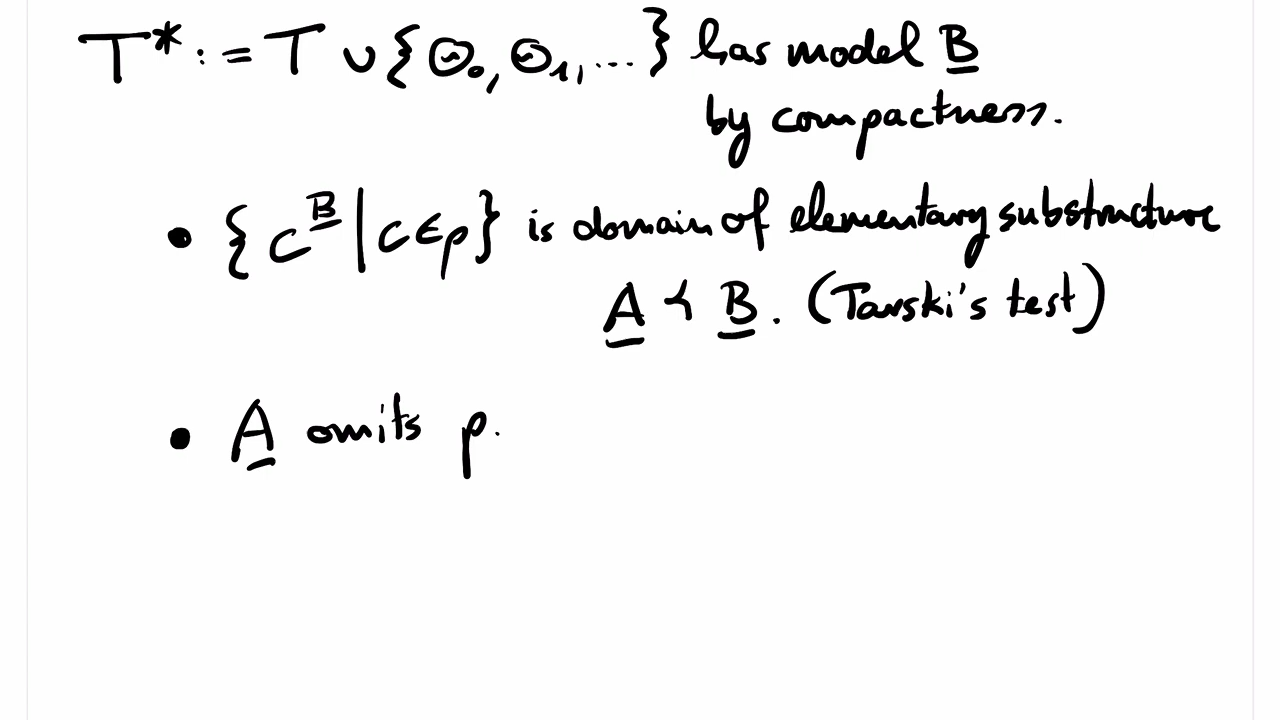 T* := T ∪ {Θ₀, Θ₁, ...} has model B
by compactness.
• {c^B | c ∈ ρ} is domain of elementary substructure
A ≺ B. (Tarski's test)
• A omits p.